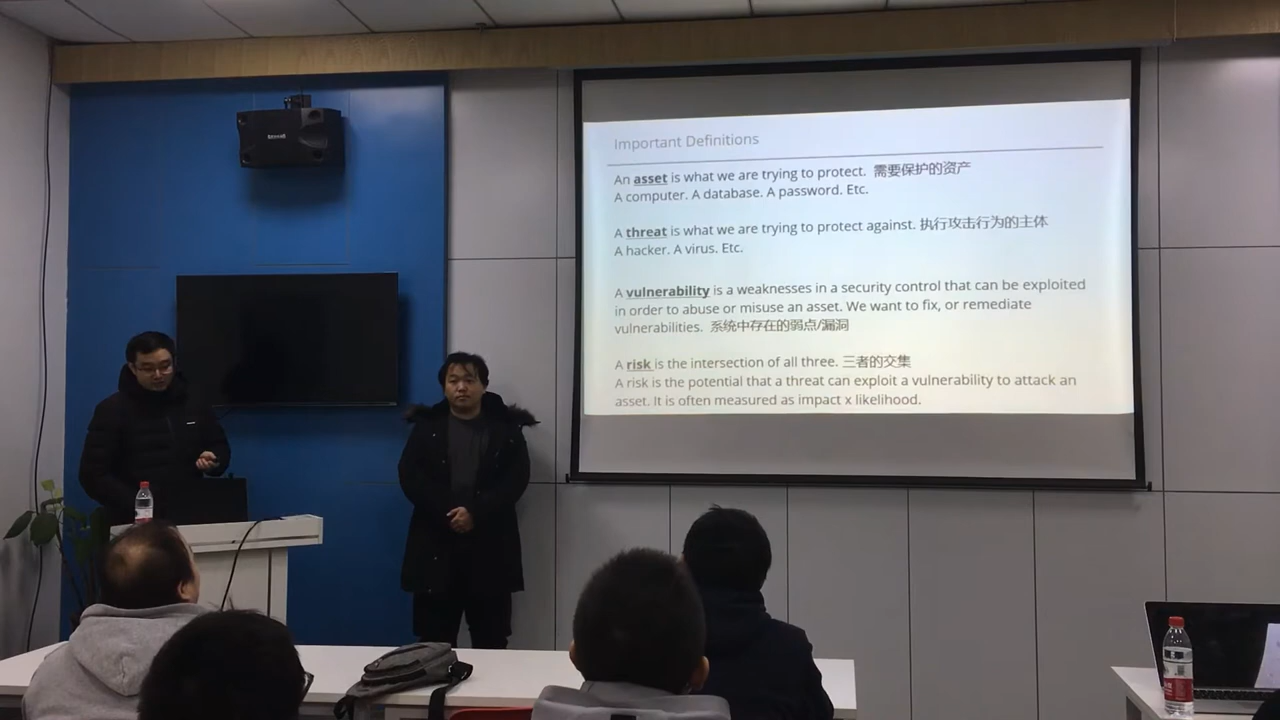 Important Definitions
An asset is what we are trying to protect. 需要保护的资产
A computer. A database. A password. Etc.
A threat is what we are trying to protect against. 执行攻击行为的主体
A hacker. A virus. Etc.
A vulnerability is a weaknesses in a security control that can be exploited
in order to abuse or misuse an asset. We want to fix, or remediate
vulnerabilities. 系统中存在的弱点/漏洞
A risk is the intersection of all three. 三者的交集
A risk is the potential that a threat can exploit a vulnerability to attack an
asset. It is often measured as impact x likelihood.